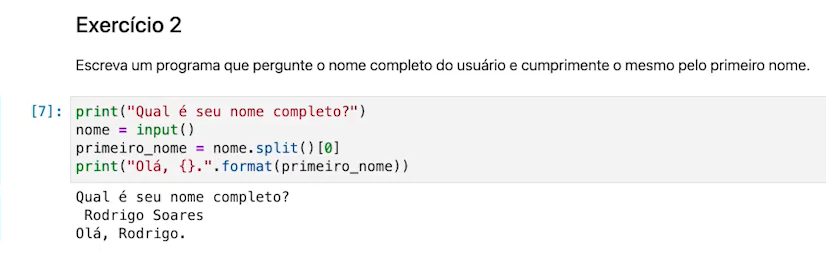 Exercício 2
Escreva um programa que pergunte o nome completo do usuário e cumprimente o mesmo pelo primeiro nome.
[7]: print("Qual é seu nome completo?")
nome = input()
primeiro_nome = nome.split()[0]
print("Olá, {}.".format(primeiro_nome))
Qual é seu nome completo?
Rodrigo Soares
Olá, Rodrigo.